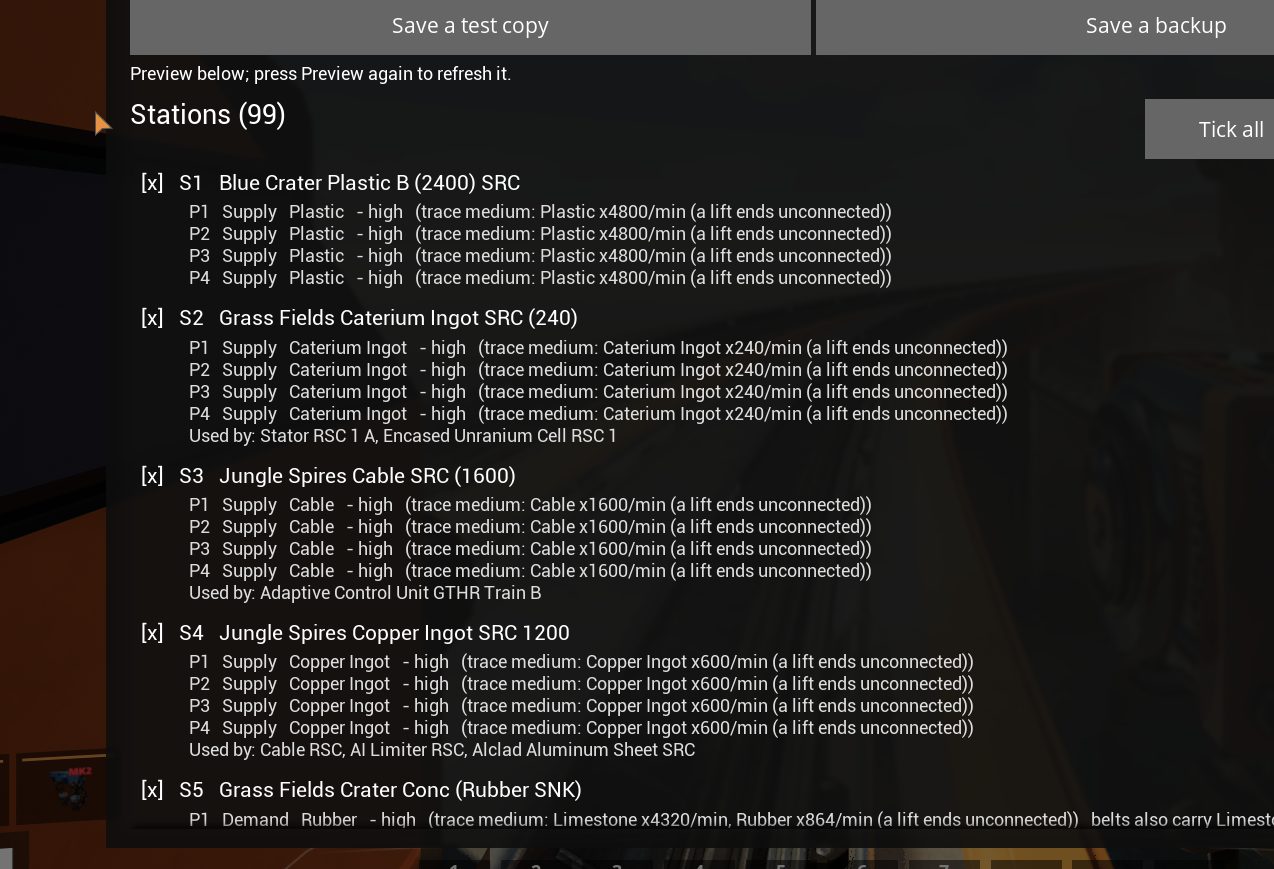 Save a test copy
Save a backup
Preview below; press Preview again to refresh it.
Stations (99)
Tick all
[x] S1 Blue Crater Plastic B (2400) SRC
P1 Supply Plastic - high (trace medium: Plastic x4800/min (a lift ends unconnected))
P2 Supply Plastic - high (trace medium: Plastic x4800/min (a lift ends unconnected))
P3 Supply Plastic - high (trace medium: Plastic x4800/min (a lift ends unconnected))
P4 Supply Plastic - high (trace medium: Plastic x4800/min (a lift ends unconnected))
[x] S2 Grass Fields Caterium Ingot SRC (240)
P1 Supply Caterium Ingot - high (trace medium: Caterium Ingot x240/min (a lift ends unconnected))
P2 Supply Caterium Ingot - high (trace medium: Caterium Ingot x240/min (a lift ends unconnected))
P3 Supply Caterium Ingot - high (trace medium: Caterium Ingot x240/min (a lift ends unconnected))
P4 Supply Caterium Ingot - high (trace medium: Caterium Ingot x240/min (a lift ends unconnected))
Used by: Stator RSC 1 A, Encased Unranium Cell RSC 1
[x] S3 Jungle Spires Cable SRC (1600)
P1 Supply Cable - high (trace medium: Cable x1600/min (a lift ends unconnected))
P2 Supply Cable - high (trace medium: Cable x1600/min (a lift ends unconnected))
P3 Supply Cable - high (trace medium: Cable x1600/min (a lift ends unconnected))
P4 Supply Cable - high (trace medium: Cable x1600/min (a lift ends unconnected))
Used by: Adaptive Control Unit GTHR Train B
[x] S4 Jungle Spires Copper Ingot SRC 1200
P1 Supply Copper Ingot - high (trace medium: Copper Ingot x600/min (a lift ends unconnected))
P2 Supply Copper Ingot - high (trace medium: Copper Ingot x600/min (a lift ends unconnected))
P3 Supply Copper Ingot - high (trace medium: Copper Ingot x600/min (a lift ends unconnected))
P4 Supply Copper Ingot - high (trace medium: Copper Ingot x600/min (a lift ends unconnected))
Used by: Cable RSC, AI Limiter RSC, Alclad Aluminum Sheet SRC
MK2
[x] S5 Grass Fields Crater Conc (Rubber SNK)
P1 Demand Rubber - high (trace medium: Limestone x4320/min, Rubber x864/min (a lift ends unconnected)) belts also carry Limest